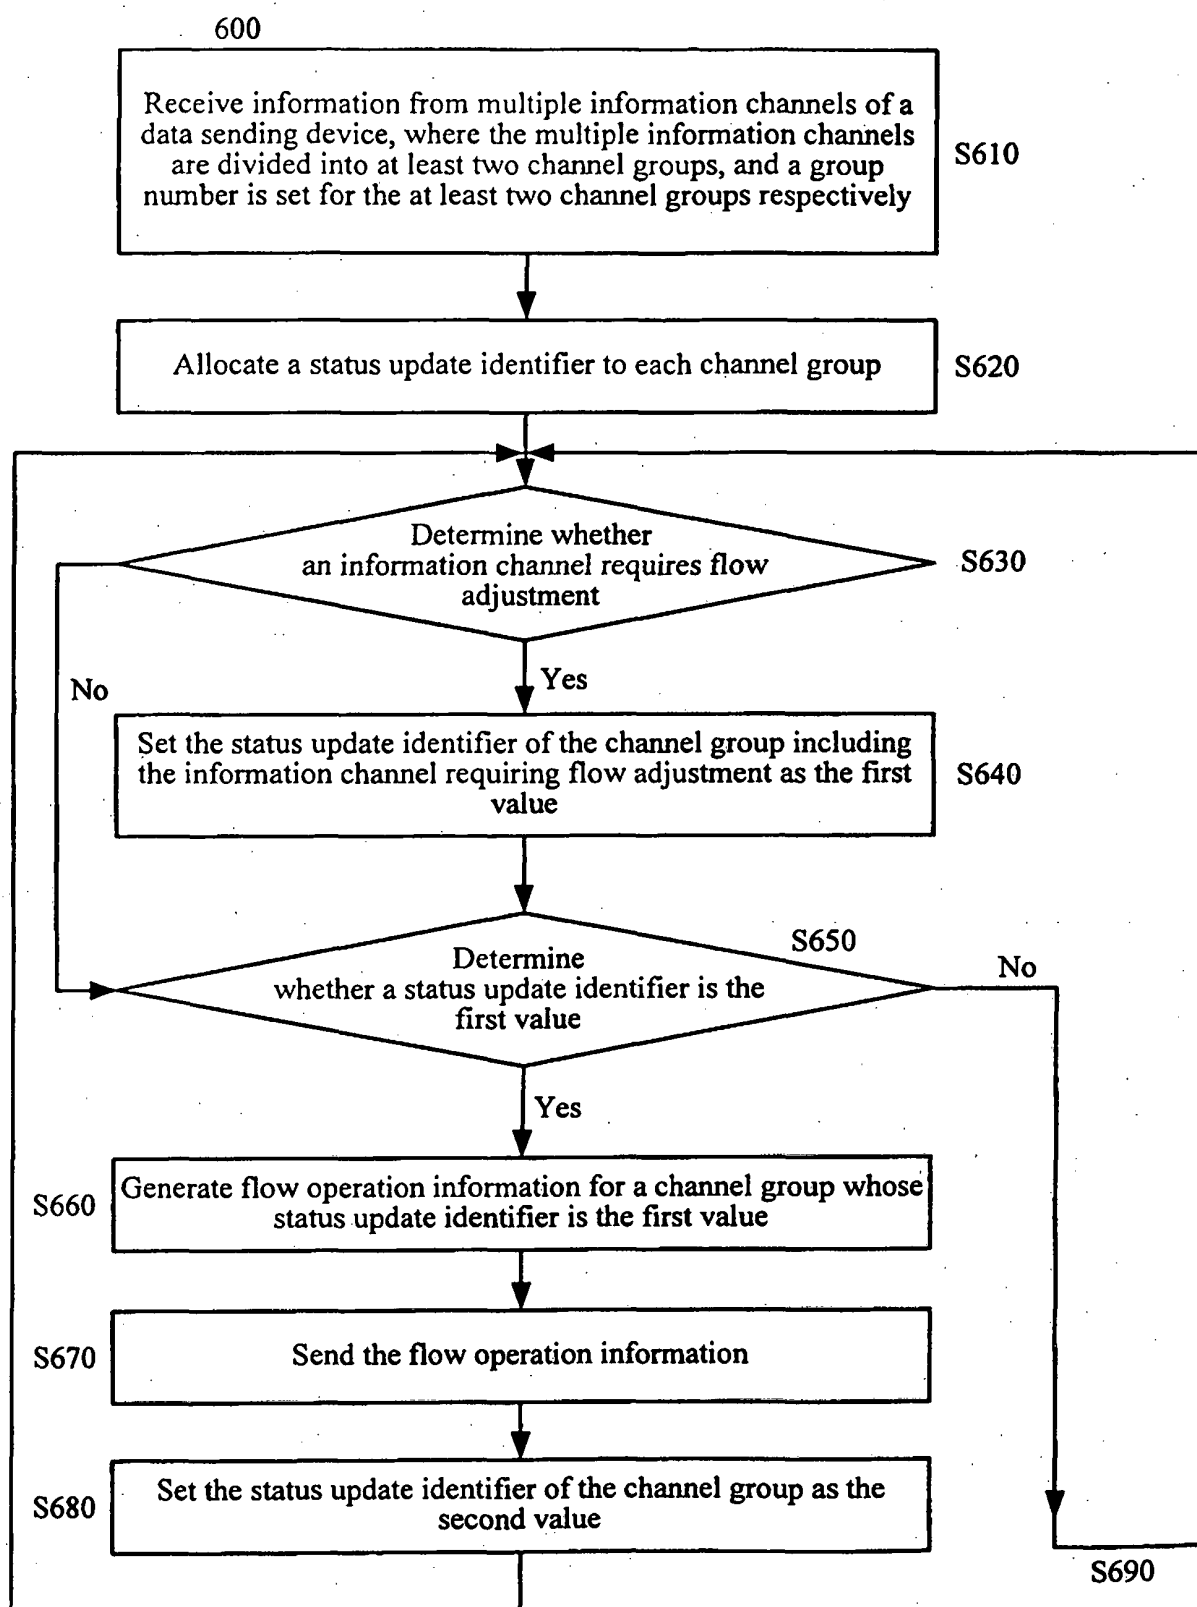 600
Receive information from multiple information channels of a
data sending device, where the multiple information channels
are divided into at least two channel groups, and a group
number is set for the at least two channel groups respectively
S610
Allocate a status update identifier to each channel group
S620
Determine whether
an information channel requires flow
adjustment
S630
No
Yes
Set the status update identifier of the channel group including
the information channel requiring flow adjustment as the first
value
S640
S650
Determine
whether a status update identifier is the
first value
No
Yes
S660
Generate flow operation information for a channel group whose
status update identifier is the first value
S670
Send the flow operation information
S680
Set the status update identifier of the channel group as the
second value
S690